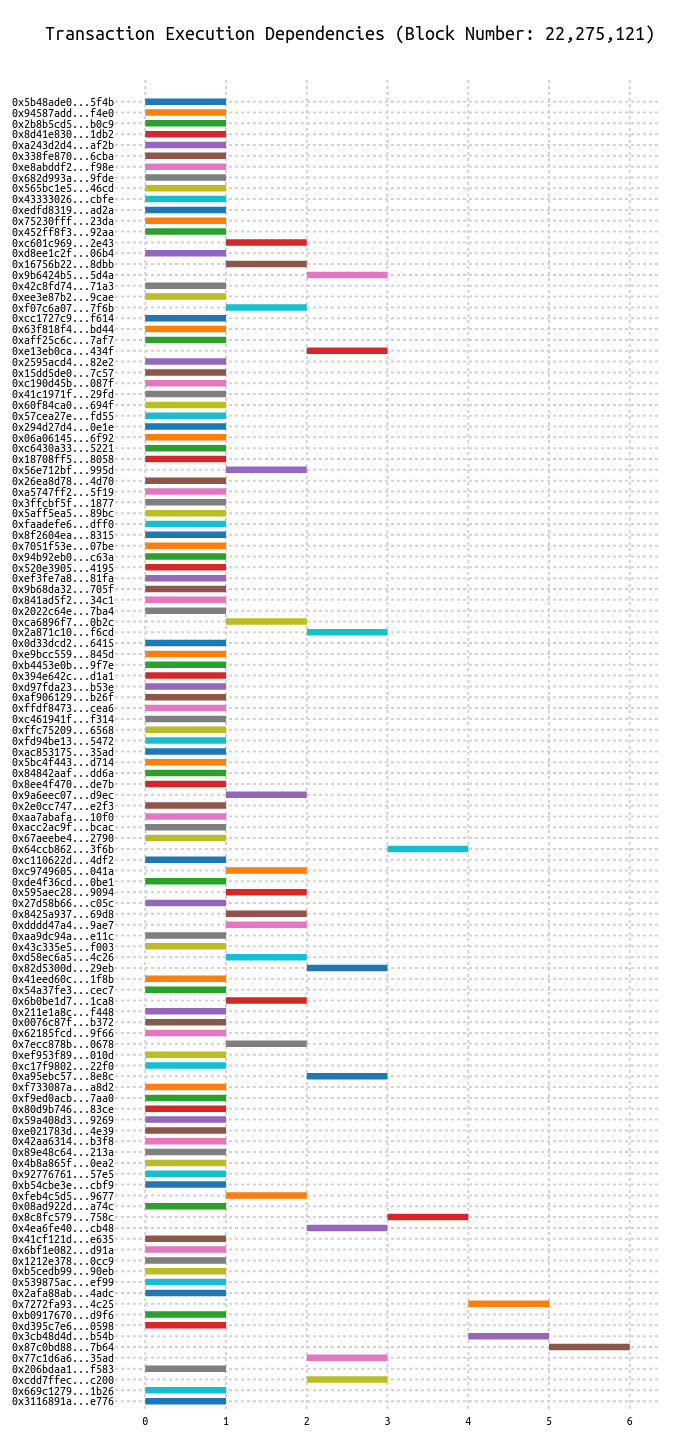 Transaction Execution Dependencies (Block Number: 22,275,121)
0x5b48ade0...5f4b
0x94587add...f4e0
0x2b8b5cd5...b0c9
0x8d41e830...1db2
0xa243d2d4...af2b
0x338fe870...6cba
0xe8abddf2...f98e
0x682d993a...9fde
0x565bc1e5...46cd
0x43333026...cbfe
0xedfd8319...ad2a
0x75230fff...23da
0x452ff8f3...92aa
0xc601c969...2e43
0xd8ee1c2f...06b4
0x16756b22...8dbb
0x9b6424b5...5d4a
0x42c8fd74...71a3
0xee3e87b2...9cae
0xf07c6a07...7f6b
0xcc1727c9...f614
0x63f818f4...bd44
0xaff25c6c...7af7
0xe13eb0ca...434f
0x2595acd4...82e2
0x15dd5de0...7c57
0xc190d45b...087f
0x41c1971f...29fd
0x60f84ca0...694f
0x57cea27e...fd55
0x294d27d4...0e1e
0x06a06145...6f92
0xc6430a33...5221
0x18708ff5...8058
0x56e712bf...995d
0x26ea8d78...4d70
0xa5747ff2...5f19
0x3ffcbf5f...1877
0x5aff5ea5...89bc
0xfaadefe6...dff0
0x8f2604ea...8315
0x7051f53e...07be
0x94b92eb0...c63a
0x520e3905...4195
0xef3fe7a8...81fa
0x9b68da32...705f
0x841ad5f2...34c1
0x2022c64e...7ba4
0xca6896f7...0b2c
0x2a871c10...f6cd
0x0d33dcd2...6415
0xe9bcc559...845d
0xb4453e0b...9f7e
0x394e642c...d1a1
0xd97fda23...b53e
0xaf906129...b26f
0xffdf8473...cea6
0xc461941f...f314
0xffc75209...6568
0xfd94be13...5472
0xac853175...35ad
0x5bc4f443...d714
0x84842aaf...dd6a
0x8ee4f470...de7b
0x9a6eec07...d9ec
0x2e0cc747...e2f3
0xaa7abafa...10f0
0xacc2ac9f...bcac
0x67aeebe4...2790
0x64ccb862...3f6b
0xc110622d...4df2
0xc9749605...041a
0xde4f36cd...0be1
0x595aec28...9094
0x27d58b66...c05c
0x8425a937...69d8
0xdddd47a4...9ae7
0xaa9dc94a...e11c
0x43c335e5...f003
0xd58ec6a5...4c26
0x82d5300d...29eb
0x41eed60c...1f8b
0x54a37fe3...cec7
0x6b0be1d7...1ca8
0x211e1a8c...f448
0x0076c87f...b372
0x62185fcd...9f66
0x7ecc878b...0678
0xef953f89...010d
0xc17f9802...22f0
0xa95ebc57...8e8c
0xf733087a...a8d2
0xf9ed0acb...7aa0
0x80d9b746...83ce
0x59a408d3...9269
0xe021783d...4e39
0x42aa6314...b3f8
0x89e48c64...213a
0x4b8a865f...0ea2
0x92776761...57e5
0xb54cbe3e...cbf9
0xfeb4c5d5...9677
0x08ad922d...a74c
0x8c8fc579...758c
0x4ea6fe40...cb48
0x41cf121d...e635
0x6bf1e082...d91a
0x1212e378...0cc9
0xb5cedb99...90eb
0x539875ac...ef99
0x2afa88ab...4adc
0x7272fa93...4c25
0xb0917670...d9f6
0xd395c7e6...0598
0x3cb48d4d...b54b
0x87c0bd88...7b64
0x77c1d6a6...35ad
0x206bdaa1...f583
0xcdd7ffec...c200
0x669c1279...1b26
0x3116891a...e776
0 1 2 3 4 5 6